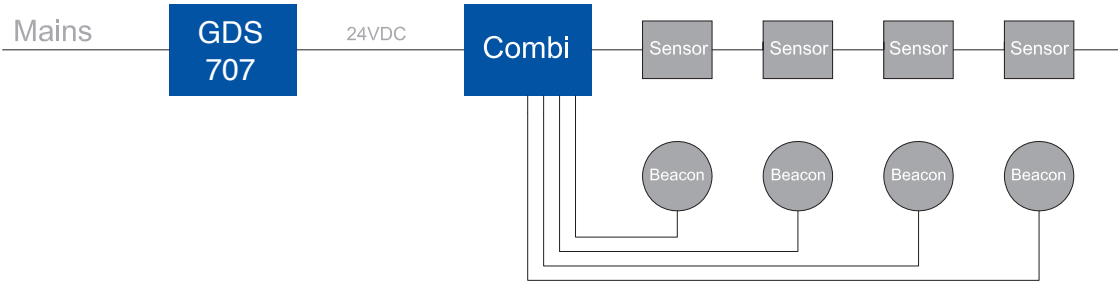 Mains
GDS
707
24VDC
Combi
Sensor
Sensor
Sensor
Sensor
Beacon
Beacon
Beacon
Beacon